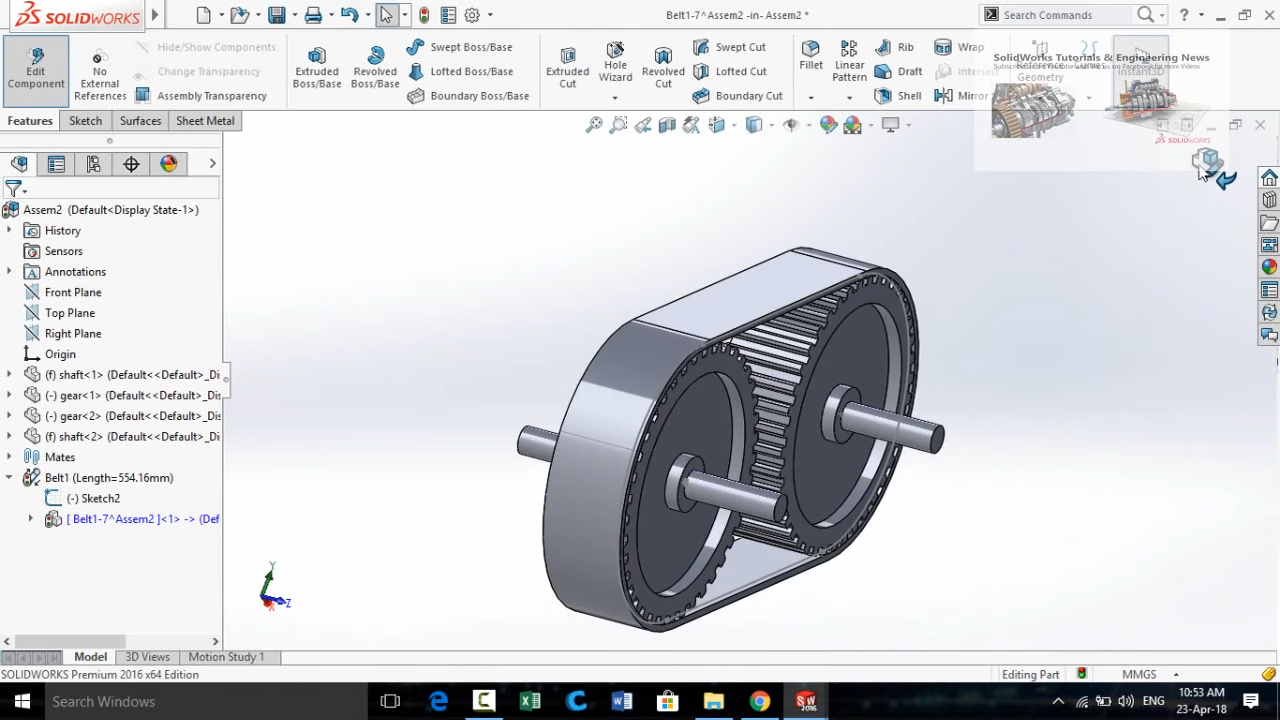 SOLIDWORKS
Belt1-7^Assem2 -in- Assem2 *
Search Commands
Edit Component
No External References
Hide/Show Components
Change Transparency
Assembly Transparency
Extruded Boss/Base
Revolved Boss/Base
Swept Boss/Base
Lofted Boss/Base
Boundary Boss/Base
Extruded Cut
Hole Wizard
Revolved Cut
Swept Cut
Lofted Cut
Boundary Cut
Fillet
Linear Pattern
Rib
Draft
Shell
Wrap
Intersect
Mirror
Geometry
Instant3D
SolidWorks Tutorials & Engineering News
SOLIDWORKS
Features
Sketch
Surfaces
Sheet Metal
Assem2 (Default<Display State-1>)
History
Sensors
Annotations
Front Plane
Top Plane
Right Plane
Origin
(f) shaft<1> (Default<<Default>_Di
(-) gear<1> (Default<<Default>_Dis
(-) gear<2> (Default<<Default>_Dis
(f) shaft<2> (Default<<Default>_Di
Mates
Belt1 (Length=554.16mm)
(-) Sketch2
[ Belt1-7^Assem2 ]<1> -> (Def
Y
Z
X
Model
3D Views
Motion Study 1
SOLIDWORKS Premium 2016 x64 Edition
Editing Part
MMGS
Search Windows
ENG
10:53 AM
23-Apr-18